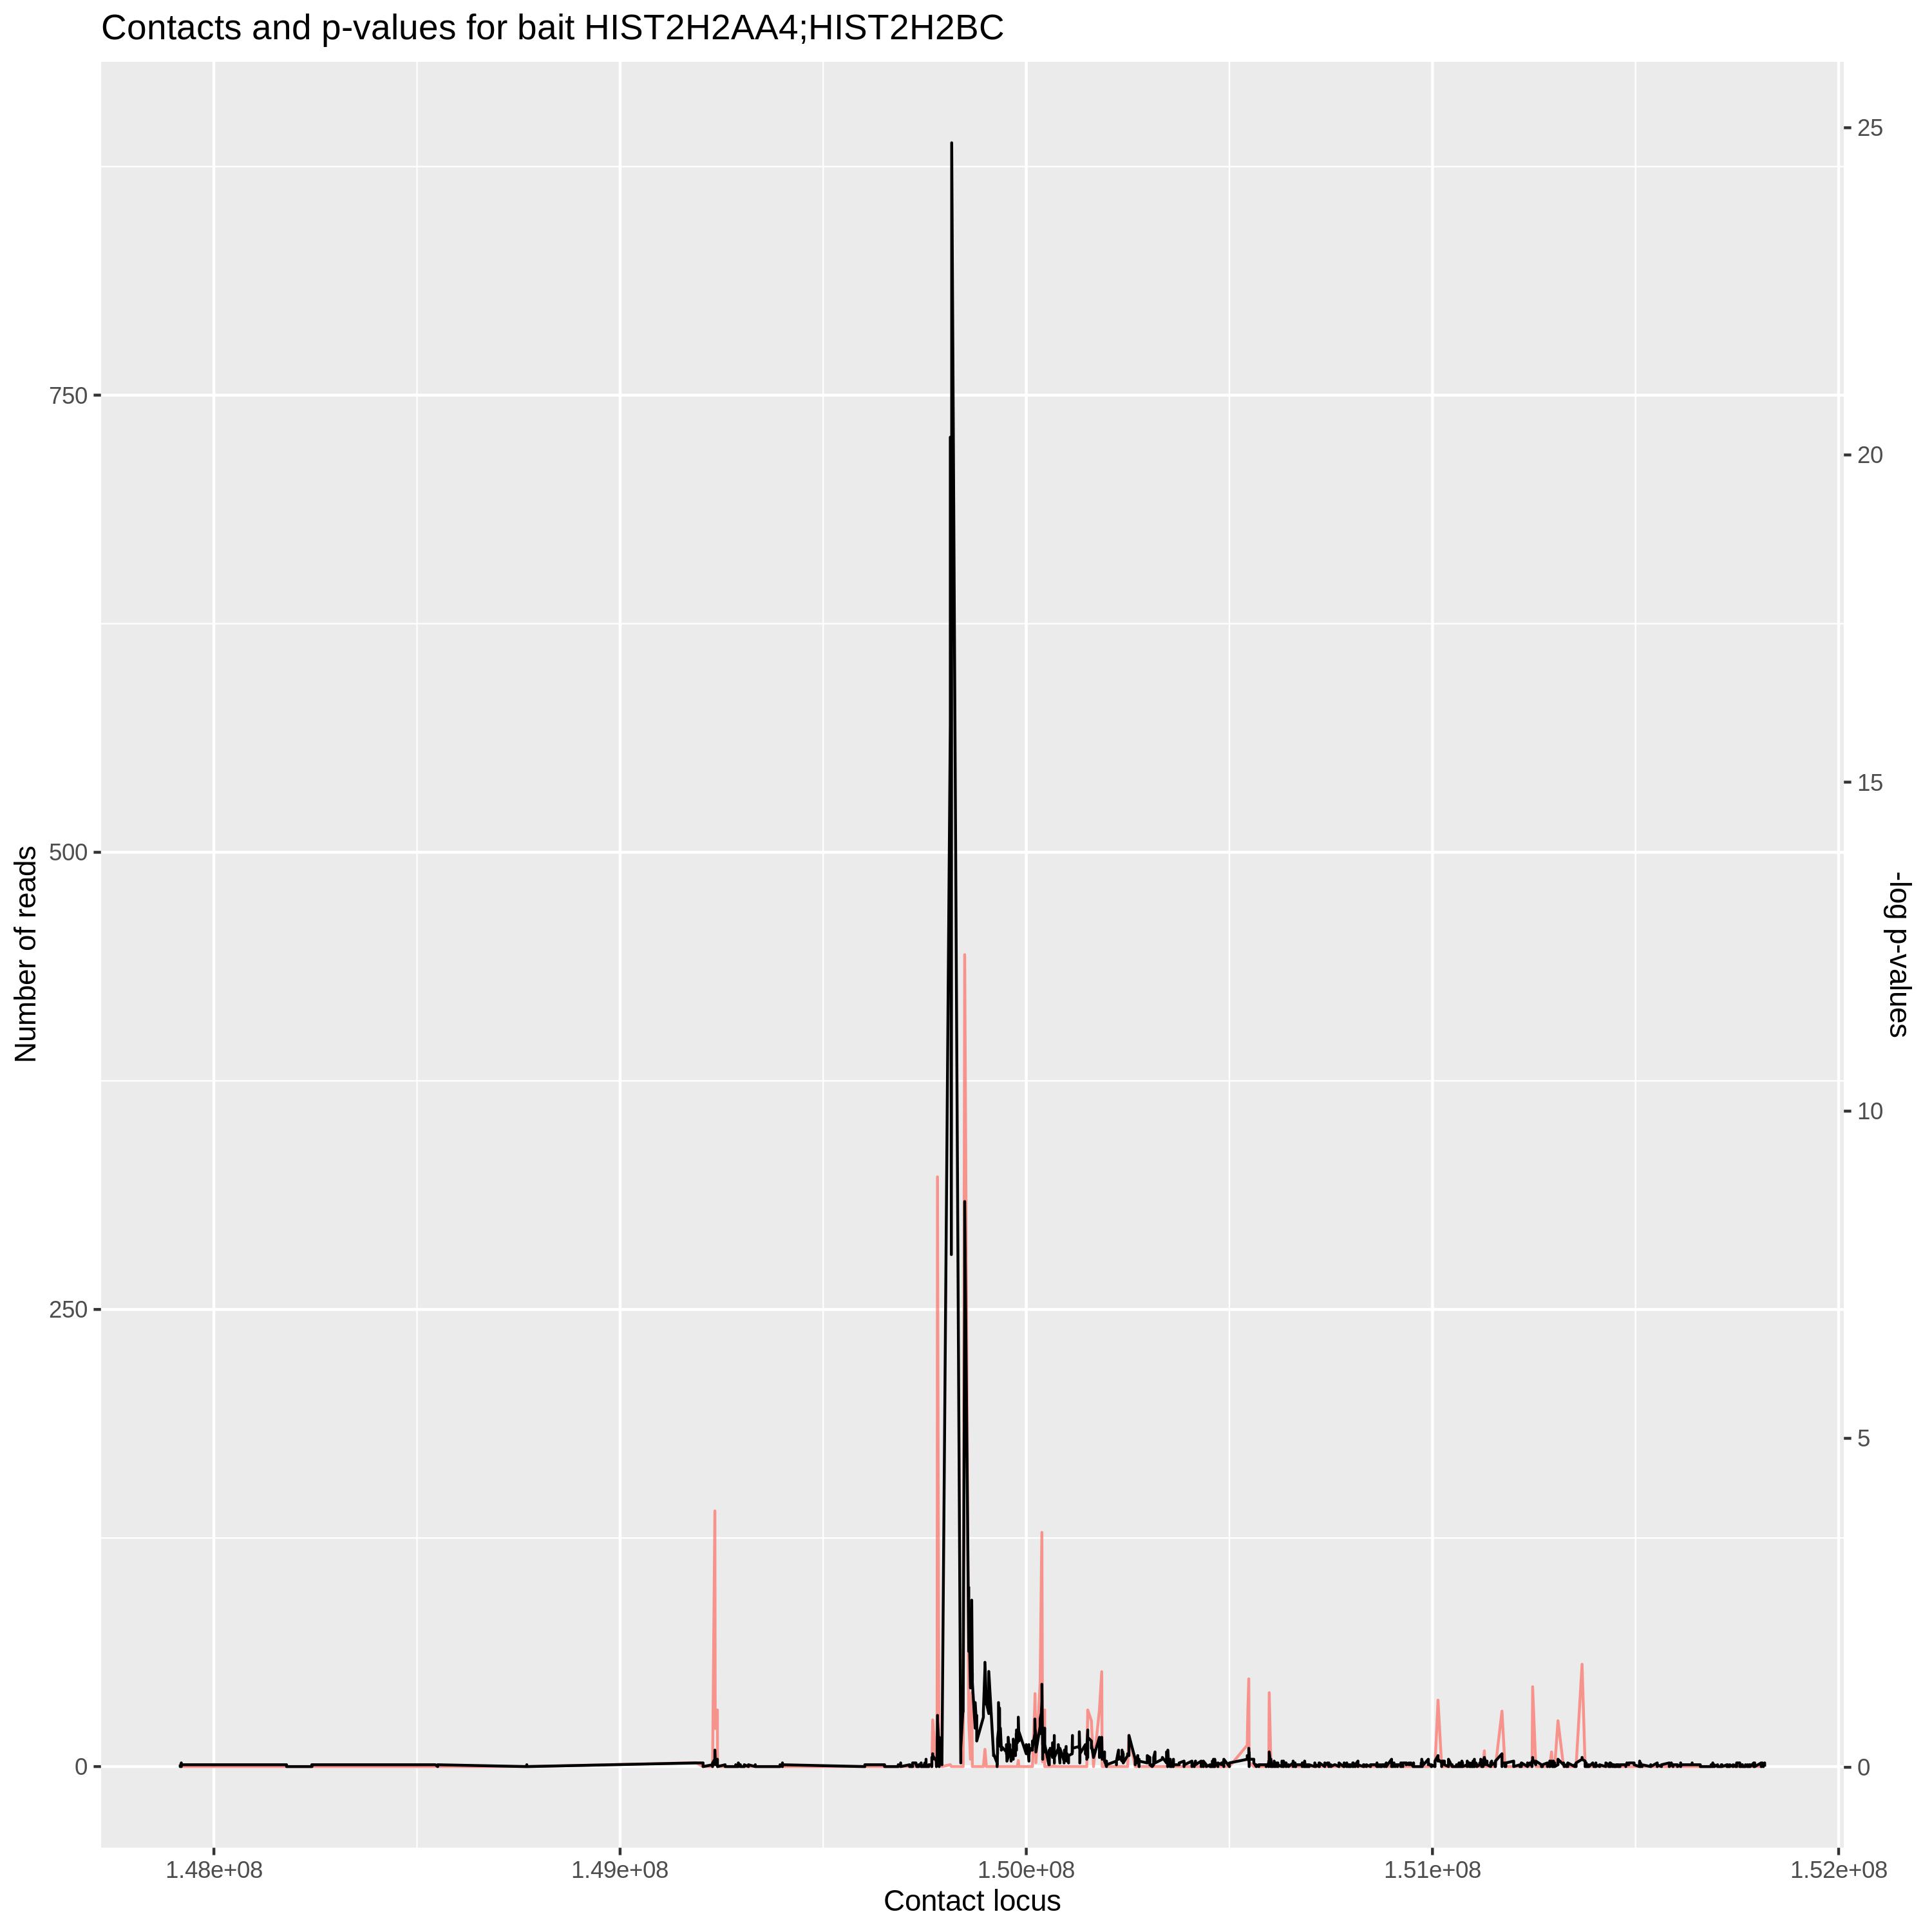 Contacts and p-values for bait HIST2H2AA4;HIST2H2BC
Number of reads
750
500
250
0
25
20
15
10
5
0
-log p-values
1.48e+08
1.49e+08
1.50e+08
1.51e+08
1.52e+08
Contact locus